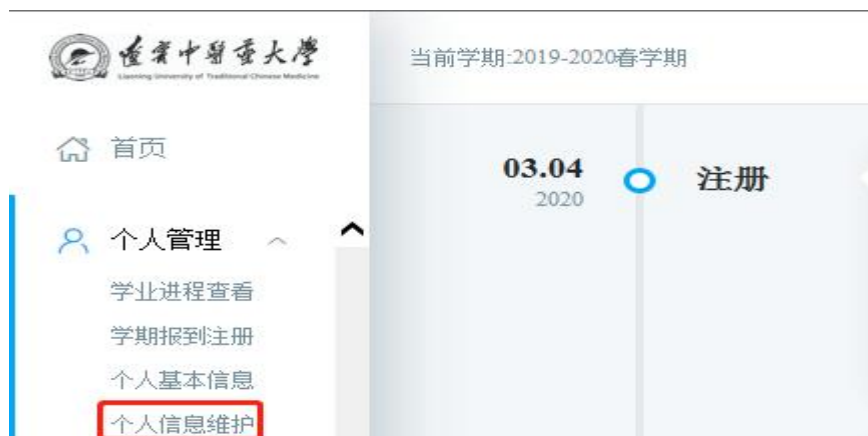 遼寧中醫藥大學
Liaoning University of Traditional Chinese Medicine
当前学期:2019-2020春学期
首页
03.04
2020
注册
个人管理
学业进程查看
学期报到注册
个人基本信息
个人信息维护